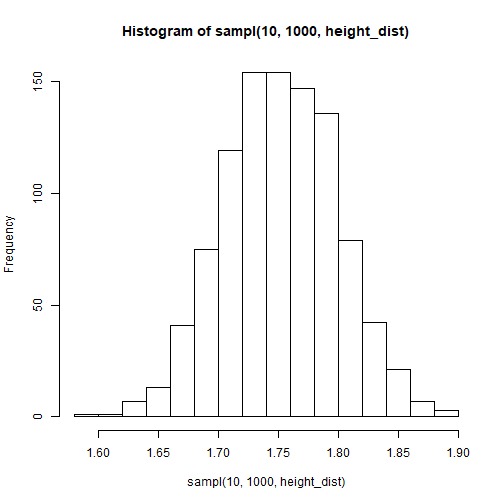 Histogram of sampl(10, 1000, height_dist)
Frequency
150
100
50
0
1.60 1.65 1.70 1.75 1.80 1.85 1.90
sampl(10, 1000, height_dist)